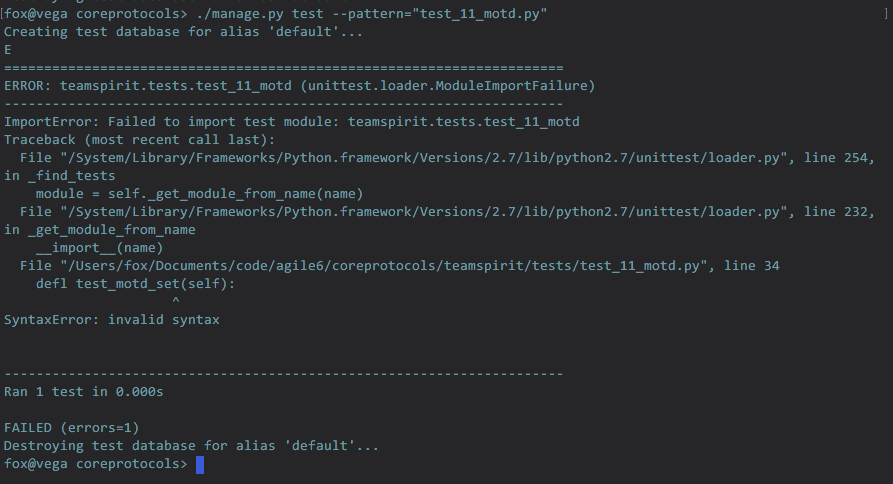 [fox@vega coreprotocols> ./manage.py test --pattern="test_11_motd.py" ]
Creating test database for alias 'default'...
E
======================================================================
ERROR: teamspirit.tests.test_11_motd (unittest.loader.ModuleImportFailure)
----------------------------------------------------------------------
ImportError: Failed to import test module: teamspirit.tests.test_11_motd
Traceback (most recent call last):
  File "/System/Library/Frameworks/Python.framework/Versions/2.7/lib/python2.7/unittest/loader.py", line 254,
in _find_tests
    module = self._get_module_from_name(name)
  File "/System/Library/Frameworks/Python.framework/Versions/2.7/lib/python2.7/unittest/loader.py", line 232,
in _get_module_from_name
    __import__(name)
  File "/Users/fox/Documents/code/agile6/coreprotocols/teamspirit/tests/test_11_motd.py", line 34
    defl test_motd_set(self):
                     ^
SyntaxError: invalid syntax
----------------------------------------------------------------------
Ran 1 test in 0.000s
FAILED (errors=1)
Destroying test database for alias 'default'...
fox@vega coreprotocols>